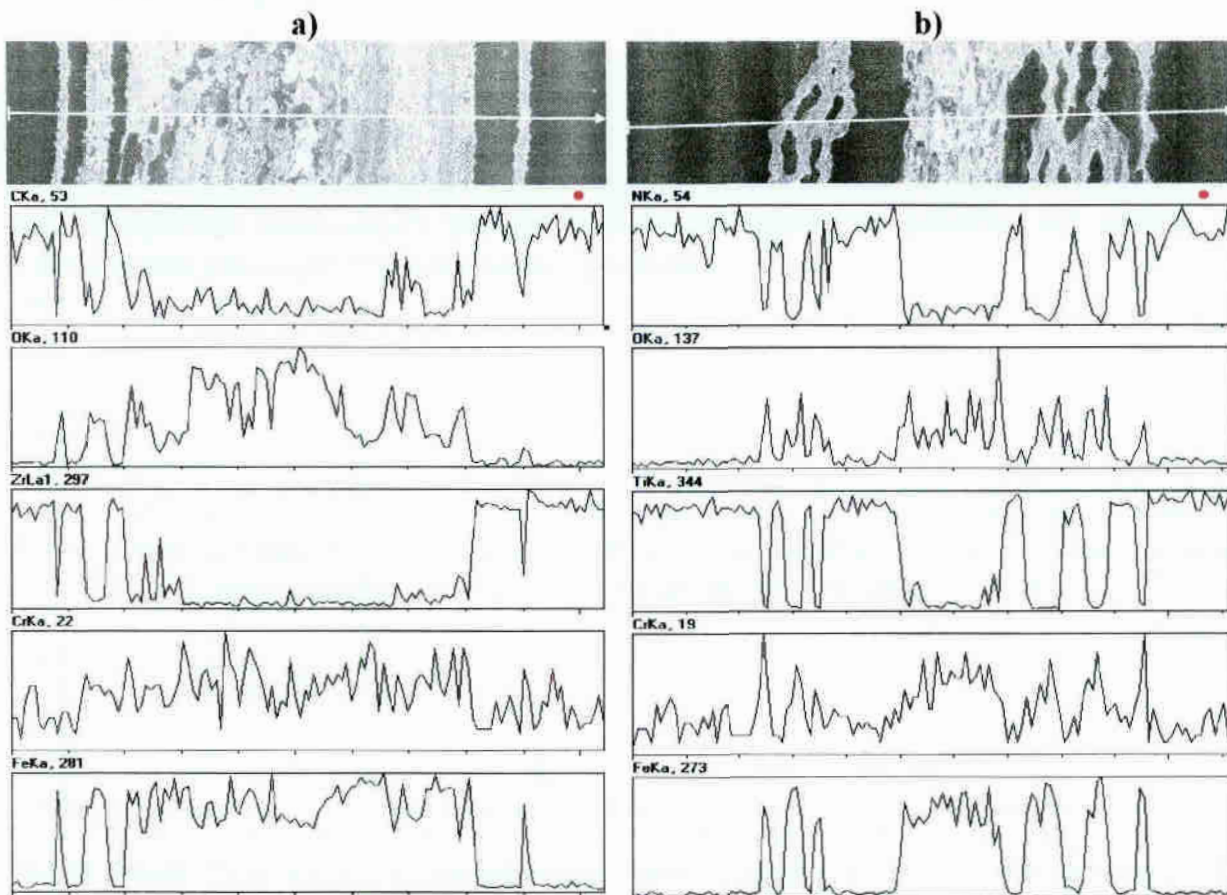 a)
CKa, 53
OKa, 110
ZrLa1, 297
CrKa, 22
FeKa, 281
b)
NKa, 54
OKa, 137
TiKa, 344
CrKa, 19
FeKa, 273